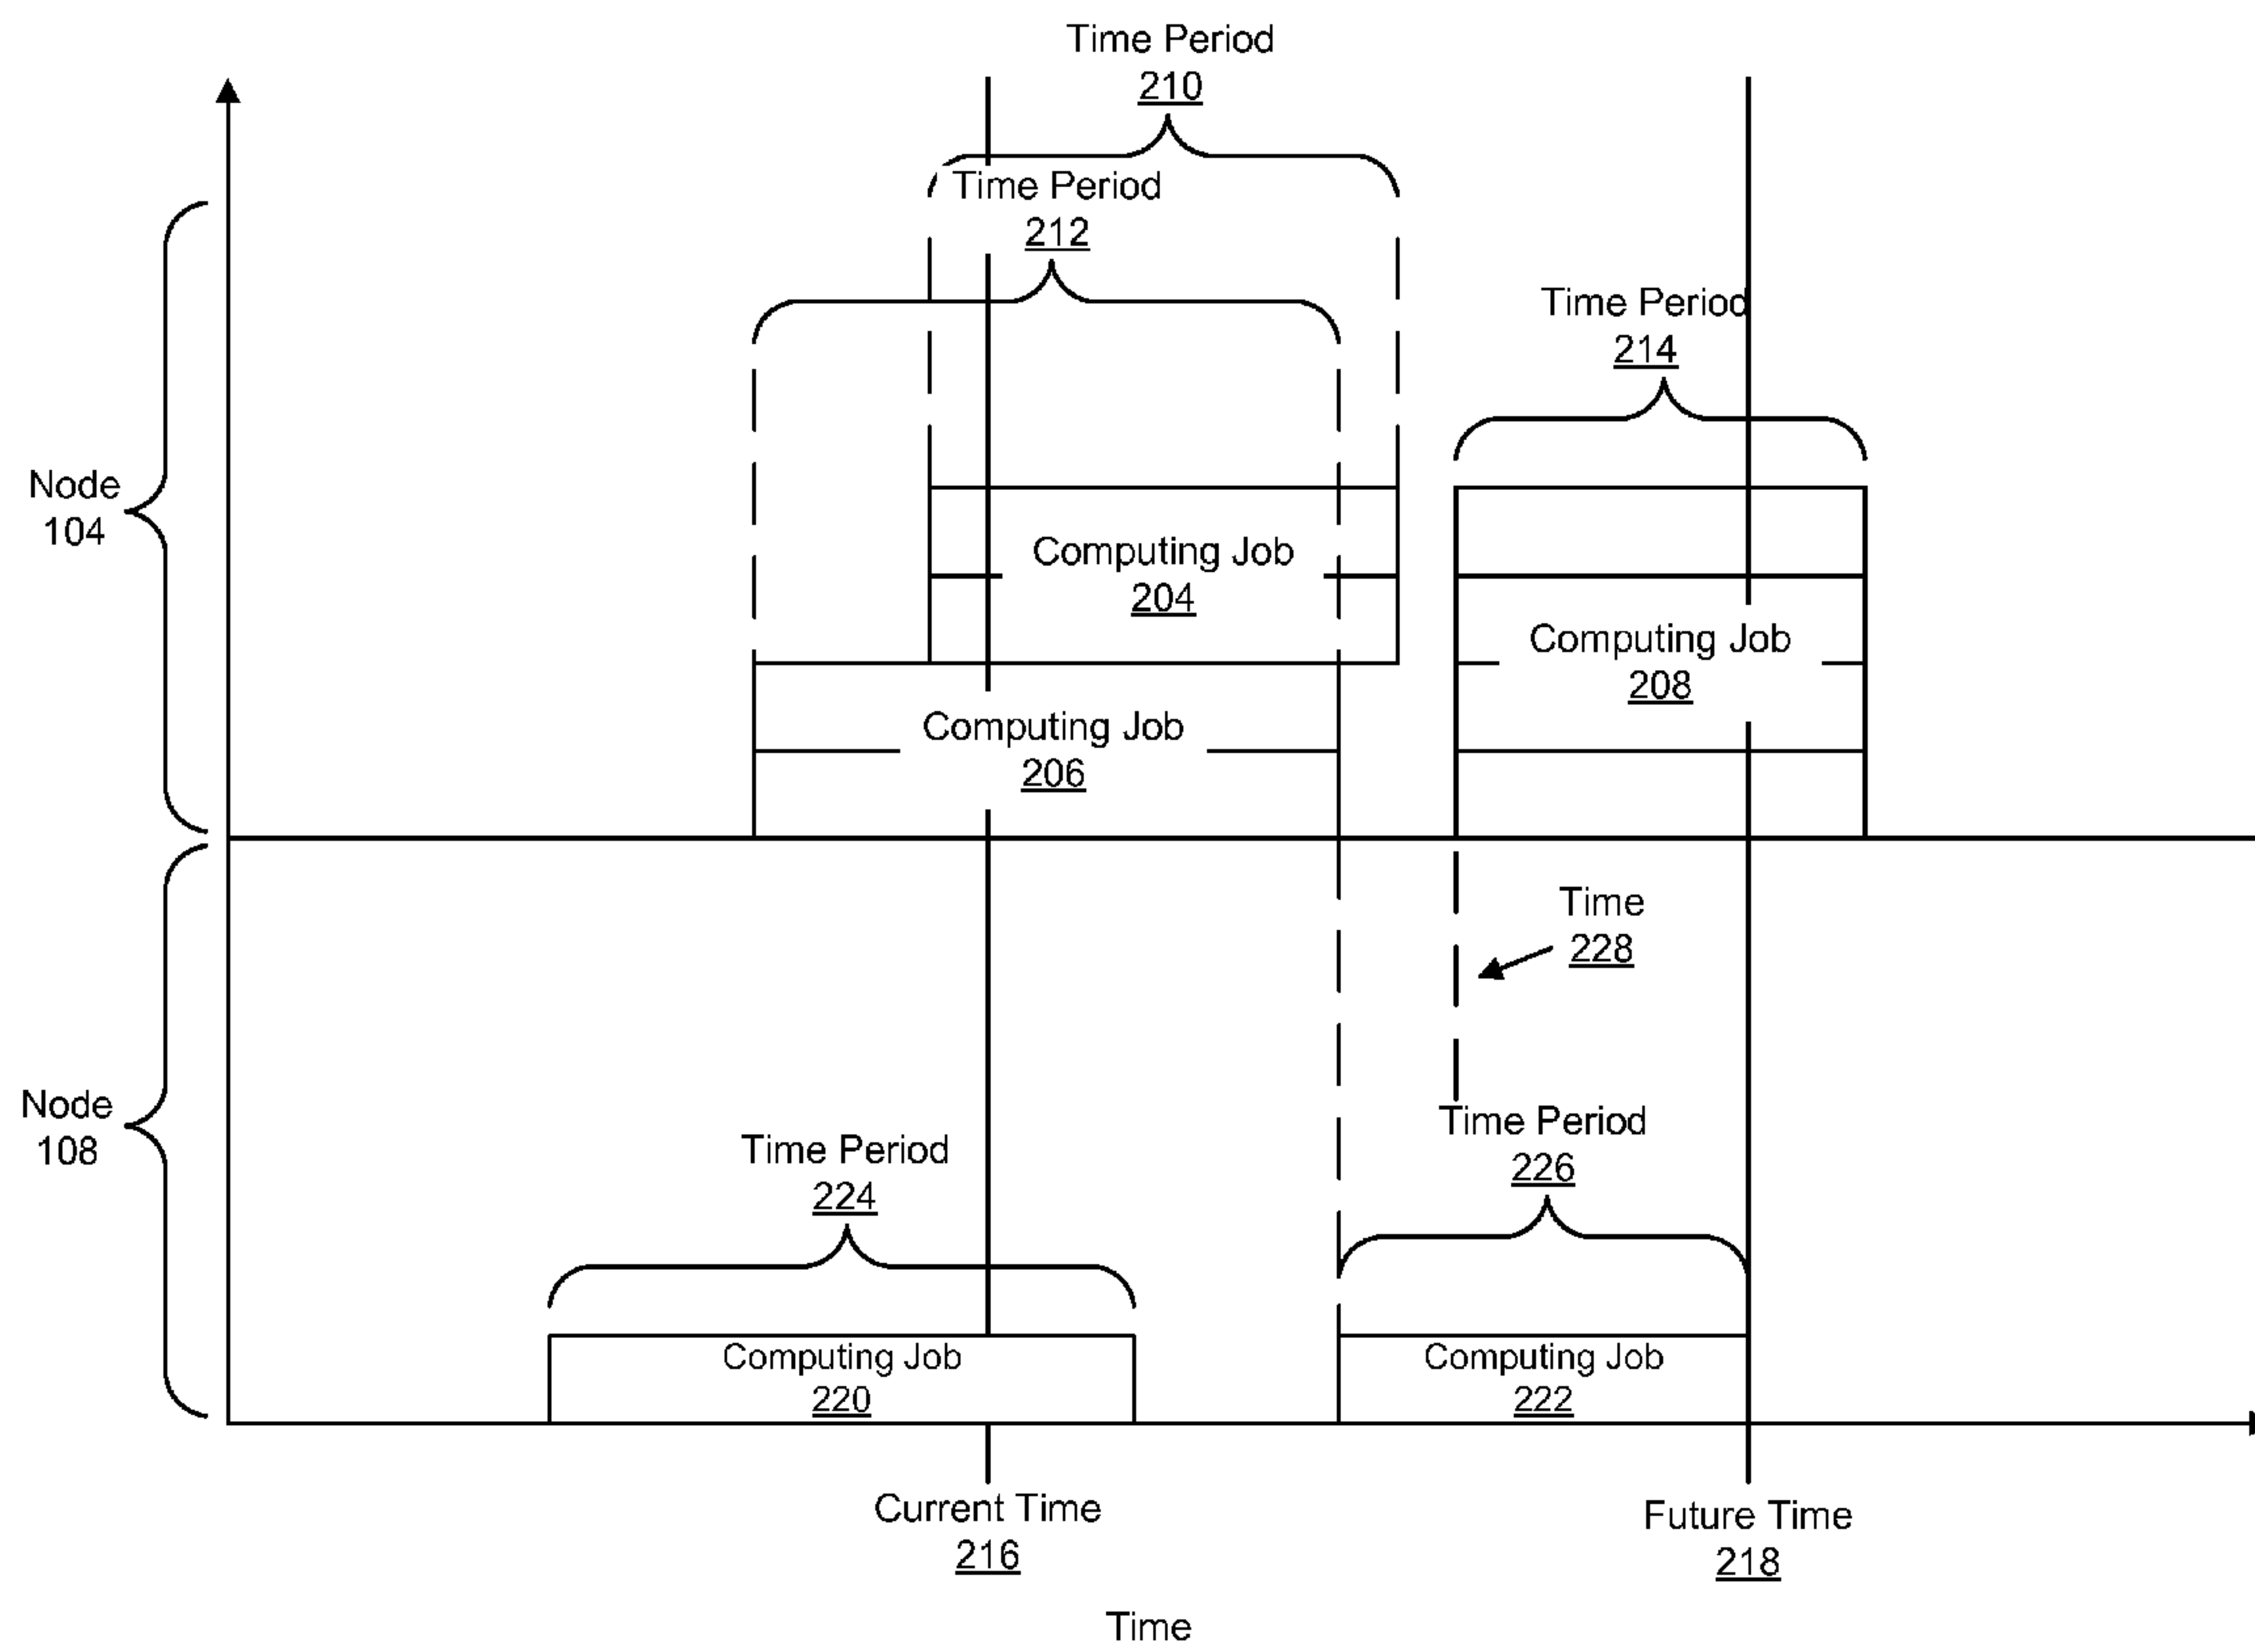 Time Period
210
Time Period
212
Time Period
214
Node
104
Computing Job
204
Computing Job
208
Computing Job
206
Time
228
Node
108
Time Period
226
Time Period
224
Computing Job
220
Computing Job
222
Current Time
216
Future Time
218
Time